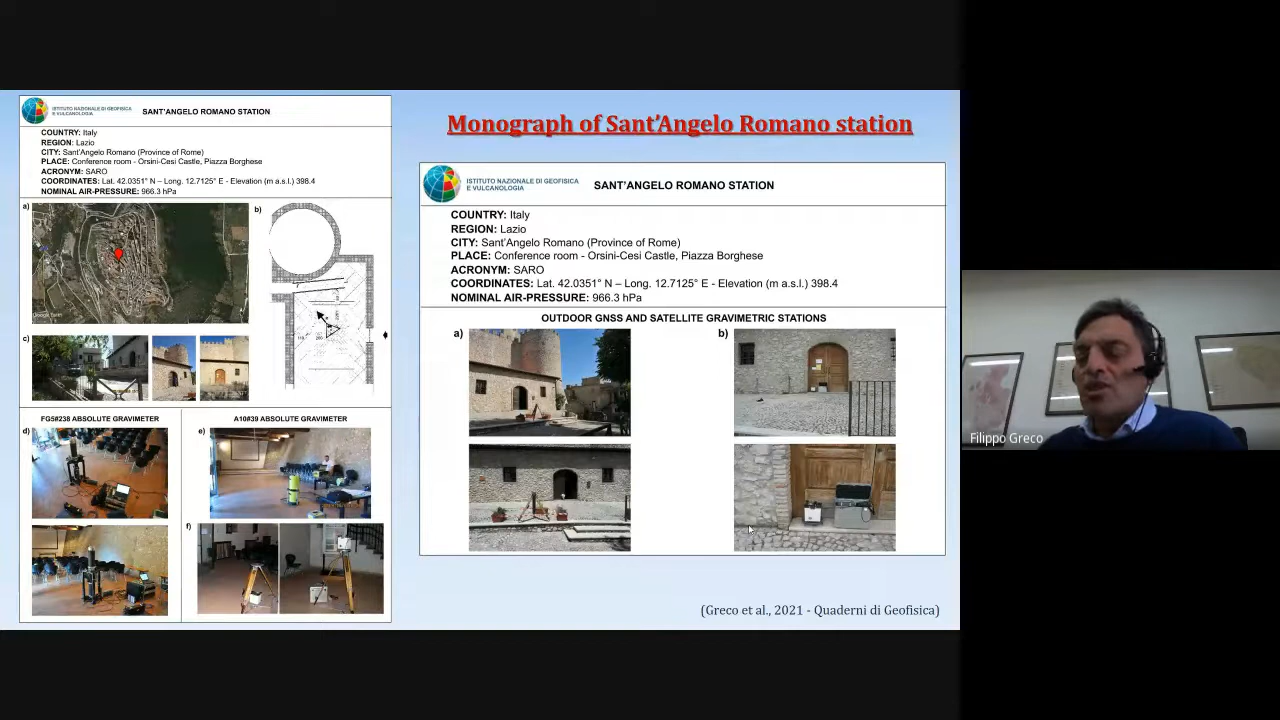 ISTITUTO NAZIONALE DI GEOFISICA
E VULCANOLOGIA
SANT'ANGELO ROMANO STATION
COUNTRY: Italy
REGION: Lazio
CITY: Sant'Angelo Romano (Province of Rome)
PLACE: Conference room - Orsini-Cesi Castle, Piazza Borghese
ACRONYM: SARO
COORDINATES: Lat. 42.0351° N – Long. 12.7125° E - Elevation (m a.s.l.) 398.4
NOMINAL AIR-PRESSURE: 966.3 hPa
a)
b)
c)
FG5#238 ABSOLUTE GRAVIMETER
A10#39 ABSOLUTE GRAVIMETER
d)
e)
f)
Monograph of Sant'Angelo Romano station
ISTITUTO NAZIONALE DI GEOFISICA
E VULCANOLOGIA
SANT'ANGELO ROMANO STATION
COUNTRY: Italy
REGION: Lazio
CITY: Sant'Angelo Romano (Province of Rome)
PLACE: Conference room - Orsini-Cesi Castle, Piazza Borghese
ACRONYM: SARO
COORDINATES: Lat. 42.0351° N – Long. 12.7125° E - Elevation (m a.s.l.) 398.4
NOMINAL AIR-PRESSURE: 966.3 hPa
OUTDOOR GNSS AND SATELLITE GRAVIMETRIC STATIONS
a)
b)
(Greco et al., 2021 - Quaderni di Geofisica)
Filippo Greco